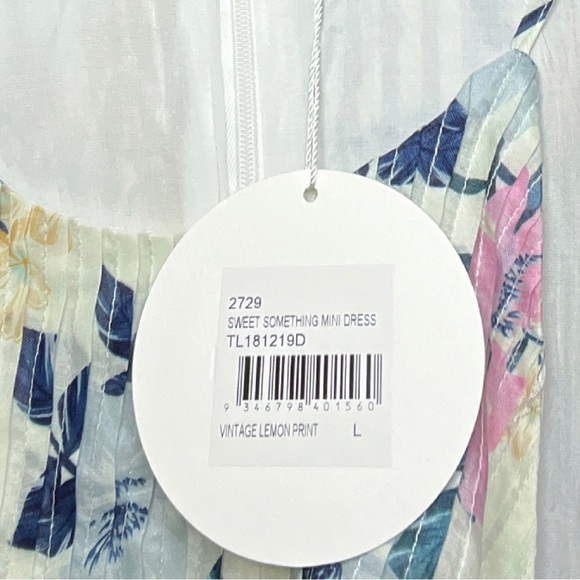 2729
SWEET SOMETHING MINI DRESS
TL181219D
9 346798 401560
VINTAGE LEMON PRINT L